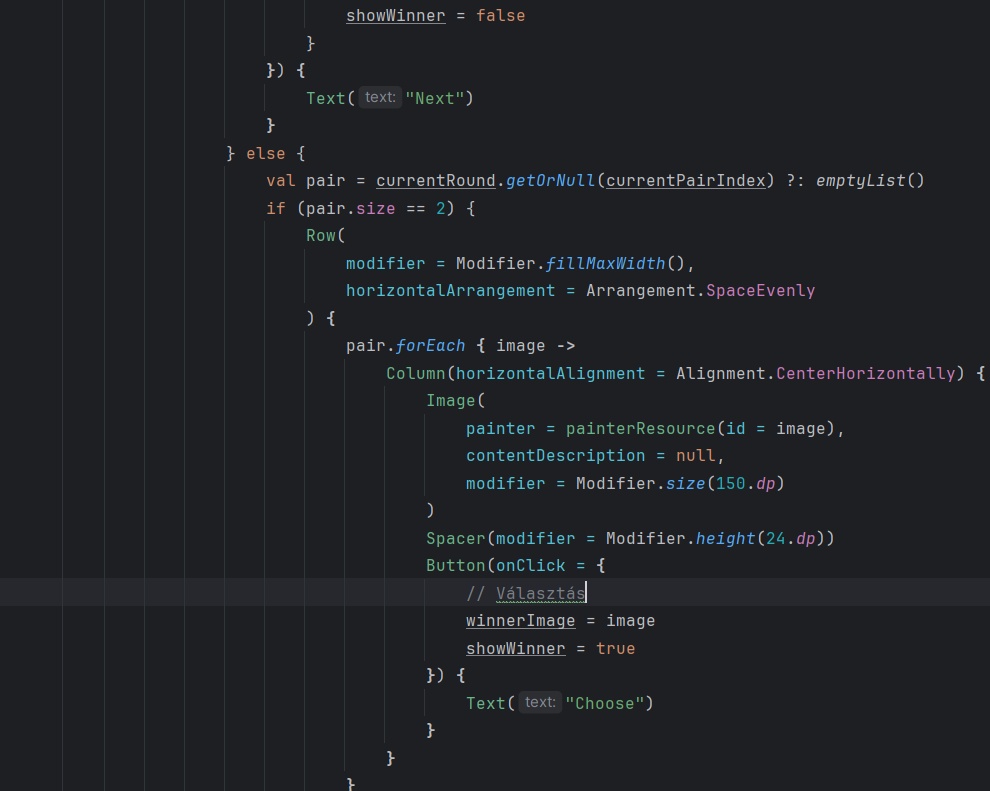 showWinner = false
}
}) {
Text( text: "Next")
}
} else {
val pair = currentRound.getOrNull(currentPairIndex) ?: emptyList()
if (pair.size == 2) {
Row(
modifier = Modifier.fillMaxWidth(),
horizontalArrangement = Arrangement.SpaceEvenly
) {
pair.forEach { image ->
Column(horizontalAlignment = Alignment.CenterHorizontally) {
Image(
painter = painterResource(id = image),
contentDescription = null,
modifier = Modifier.size(150.dp)
)
Spacer(modifier = Modifier.height(24.dp))
Button(onClick = {
// Választás
winnerImage = image
showWinner = true
}) {
Text( text: "Choose")
}
}
}